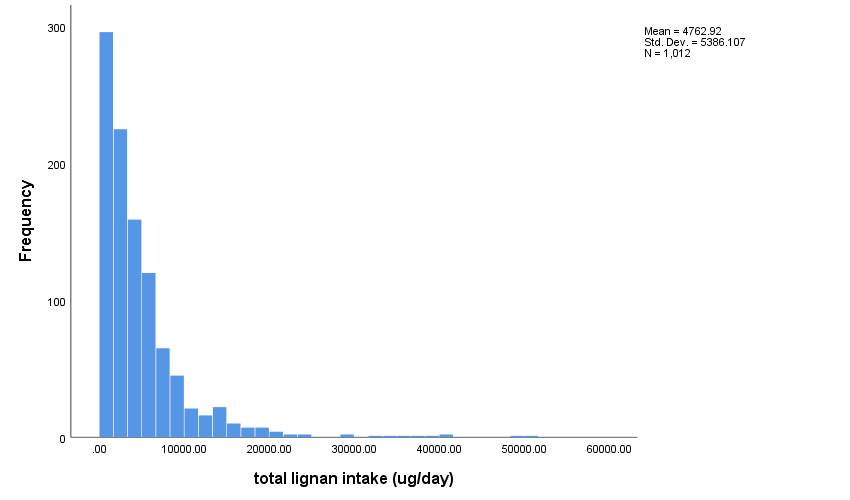 Mean = 4762.92
Std. Dev. = 5386.107
N = 1,012
300
200
100
0
Frequency
.00 10000.00 20000.00 30000.00 40000.00 50000.00 60000.00
total lignan intake (ug/day)